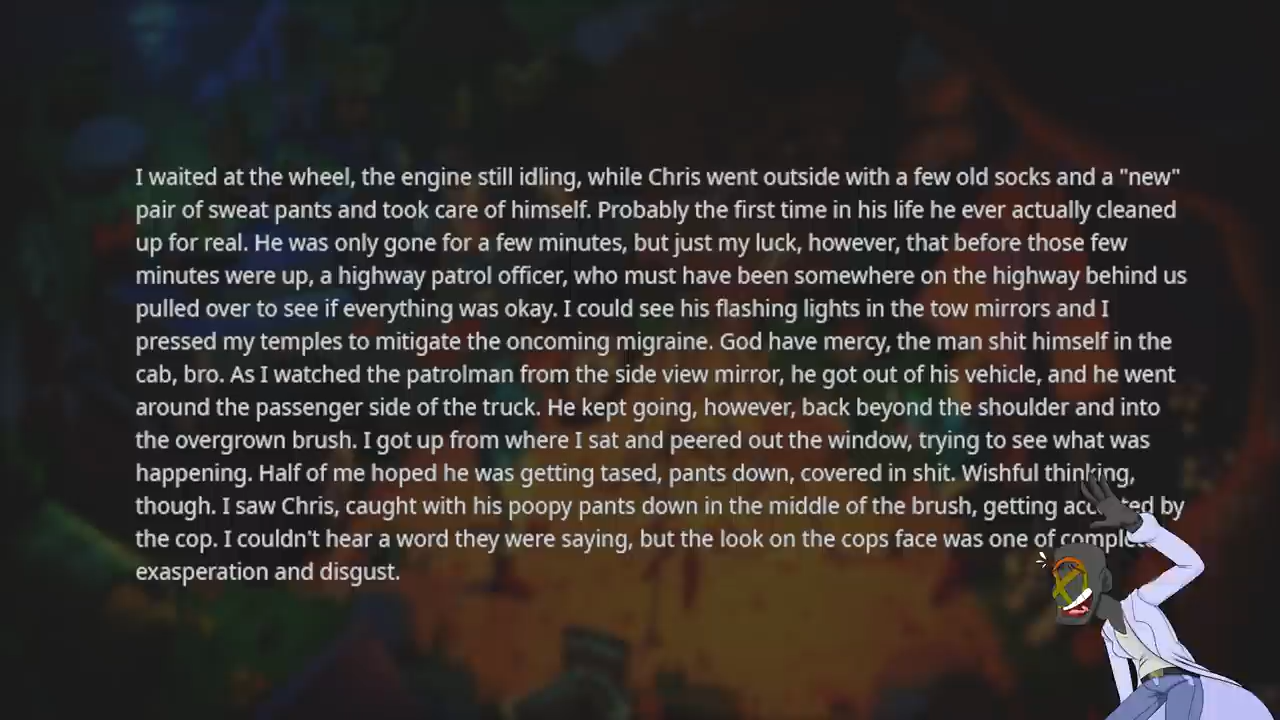 I waited at the wheel, the engine still idling, while Chris went outside with a few old socks and a "new"
pair of sweat pants and took care of himself. Probably the first time in his life he ever actually cleaned
up for real. He was only gone for a few minutes, but just my luck, however, that before those few
minutes were up, a highway patrol officer, who must have been somewhere on the highway behind us
pulled over to see if everything was okay. I could see his flashing lights in the tow mirrors and I
pressed my temples to mitigate the oncoming migraine. God have mercy, the man shit himself in the
cab, bro. As I watched the patrolman from the side view mirror, he got out of his vehicle, and he went
around the passenger side of the truck. He kept going, however, back beyond the shoulder and into
the overgrown brush. I got up from where I sat and peered out the window, trying to see what was
happening. Half of me hoped he was getting tased, pants down, covered in shit. Wishful thinking,
though. I saw Chris, caught with his poopy pants down in the middle of the brush, getting by
the cop. I couldn't hear a word they were saying, but the look on the cops face was one of
exasperation and disgust.